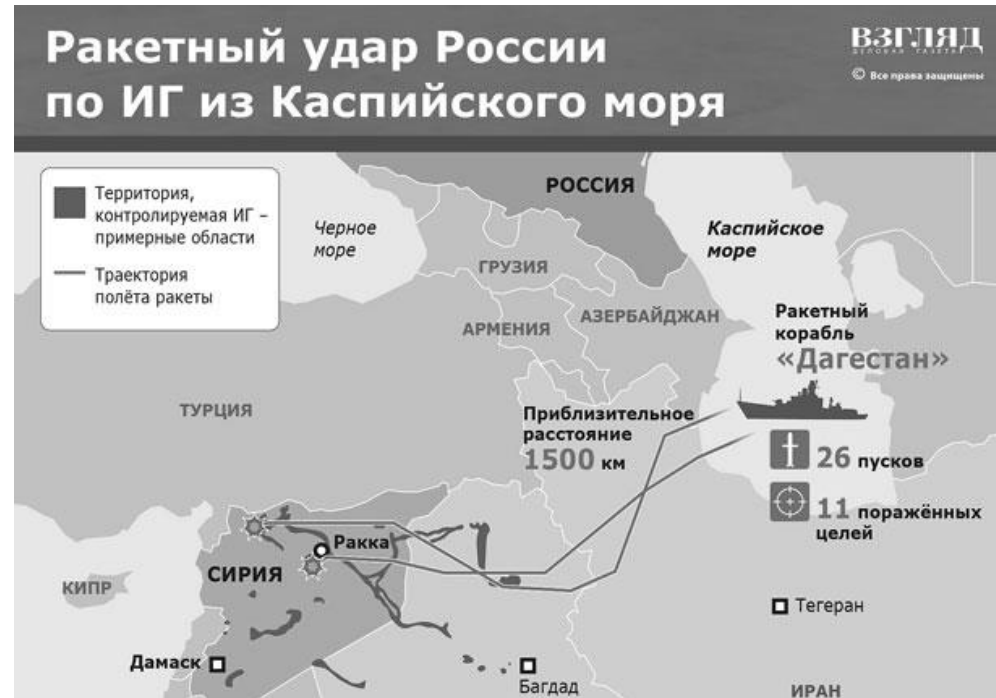 Ракетный удар России
по ИГ из Каспийского моря
ВЗГЛЯД
ДЕЛОВАЯ ГАЗЕТА
© Все права защищены
Территория,
контролируемая ИГ –
примерные области
Траектория
полёта ракеты
Черное
море
РОССИЯ
Каспийское
море
ГРУЗИЯ
АРМЕНИЯ
АЗЕРБАЙДЖАН
Ракетный
корабль
«Дагестан»
ТУРЦИЯ
Приблизительное
расстояние
1500 км
26 пусков
11 поражённых
целей
Ракка
СИРИЯ
КИПР
Тегеран
Дамаск
Багдад
ИРАН